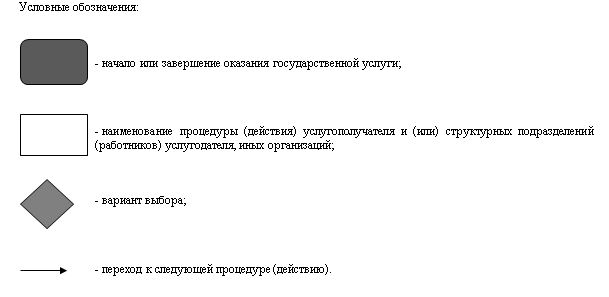 Условные обозначения:
- начало или завершение оказания государственной услуги;
- наименование процедуры (действия) услугополучателя и (или) структурных подразделений
(работников) услугодателя, иных организаций;
- вариант выбора;
- переход к следующей процедуре (действию).